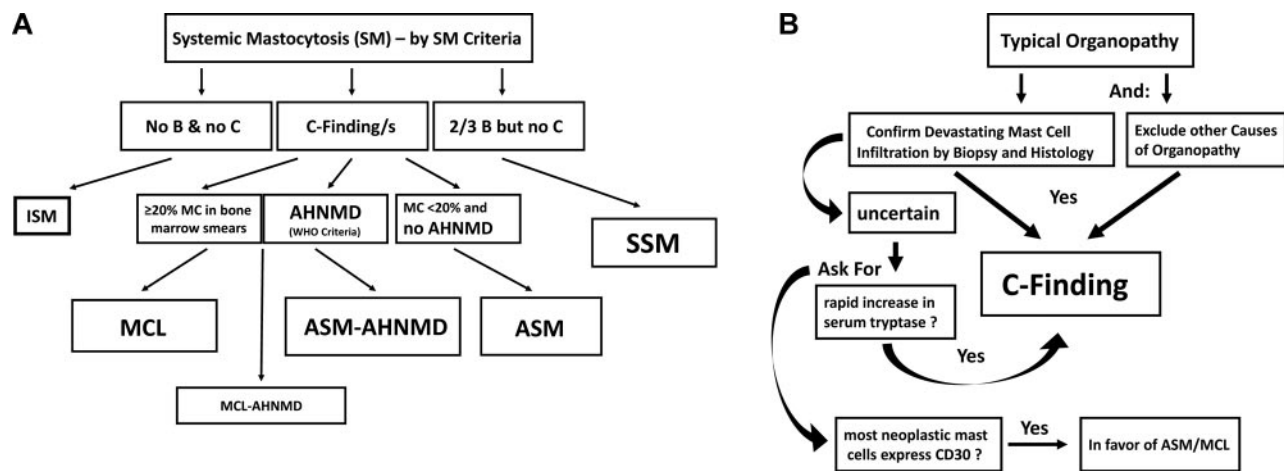 A
Systemic Mastocytosis (SM) – by SM Criteria
No B & no C
C-Finding/s
2/3 B but no C
ISM
≥20% MC in bone
marrow smears
AHNMD
(WHO Criteria)
MC <20% and
no AHNMD
SSM
MCL
ASM-AHNMD
ASM
MCL-AHNMD
B
Typical Organopathy
And:
Confirm Devastating Mast Cell
Infiltration by Biopsy and Histology
Exclude other Causes
of Organopathy
Yes
uncertain
C-Finding
Ask For
rapid increase in
serum tryptase ?
Yes
most neoplastic mast
cells express CD30 ?
Yes
In favor of ASM/MCL